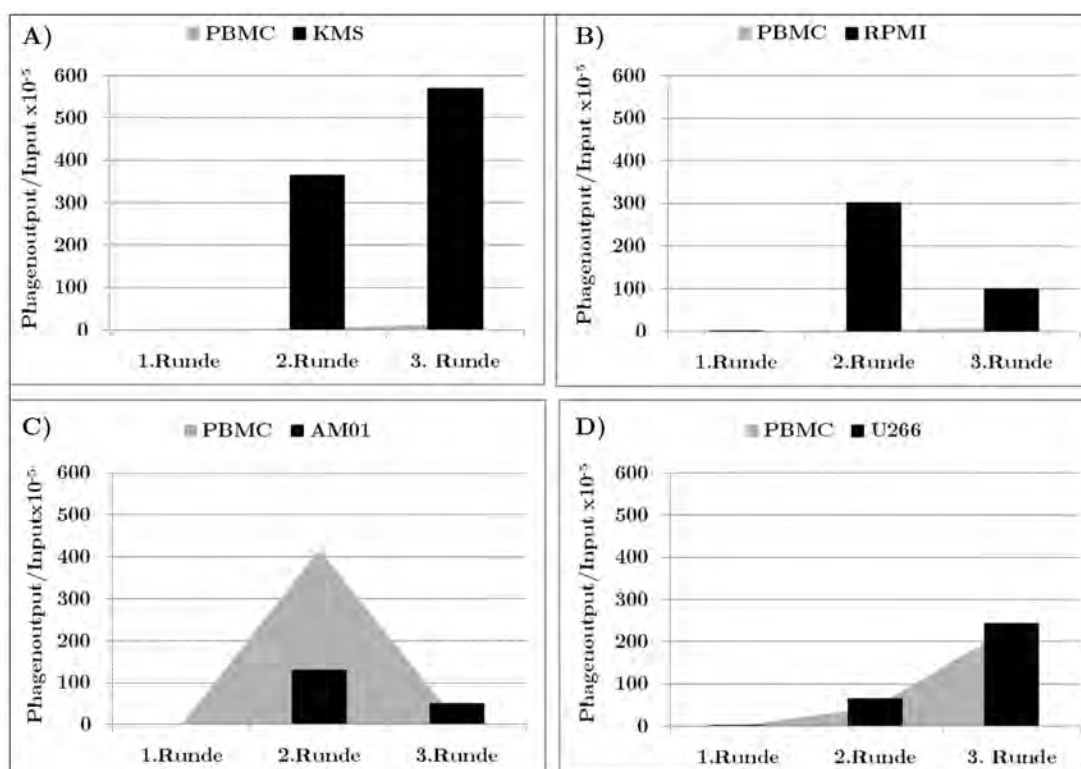 A)
PBMC KMS
Phagenoutput/Input x10⁻⁵
600
500
400
300
200
100
0
1.Runde 2.Runde 3. Runde
B)
PBMC RPMI
Phagenoutput/Input x10⁻⁵
600
500
400
300
200
100
0
1.Runde 2.Runde 3.Runde
C)
PBMC AM01
Phagenoutput/Inputx10⁻⁵
600
500
400
300
200
100
0
1.Runde 2.Runde 3.Runde
D)
PBMC U266
Phagenoutput/Input x10⁻⁵
600
500
400
300
200
100
0
1.Runde 2.Runde 3. Runde